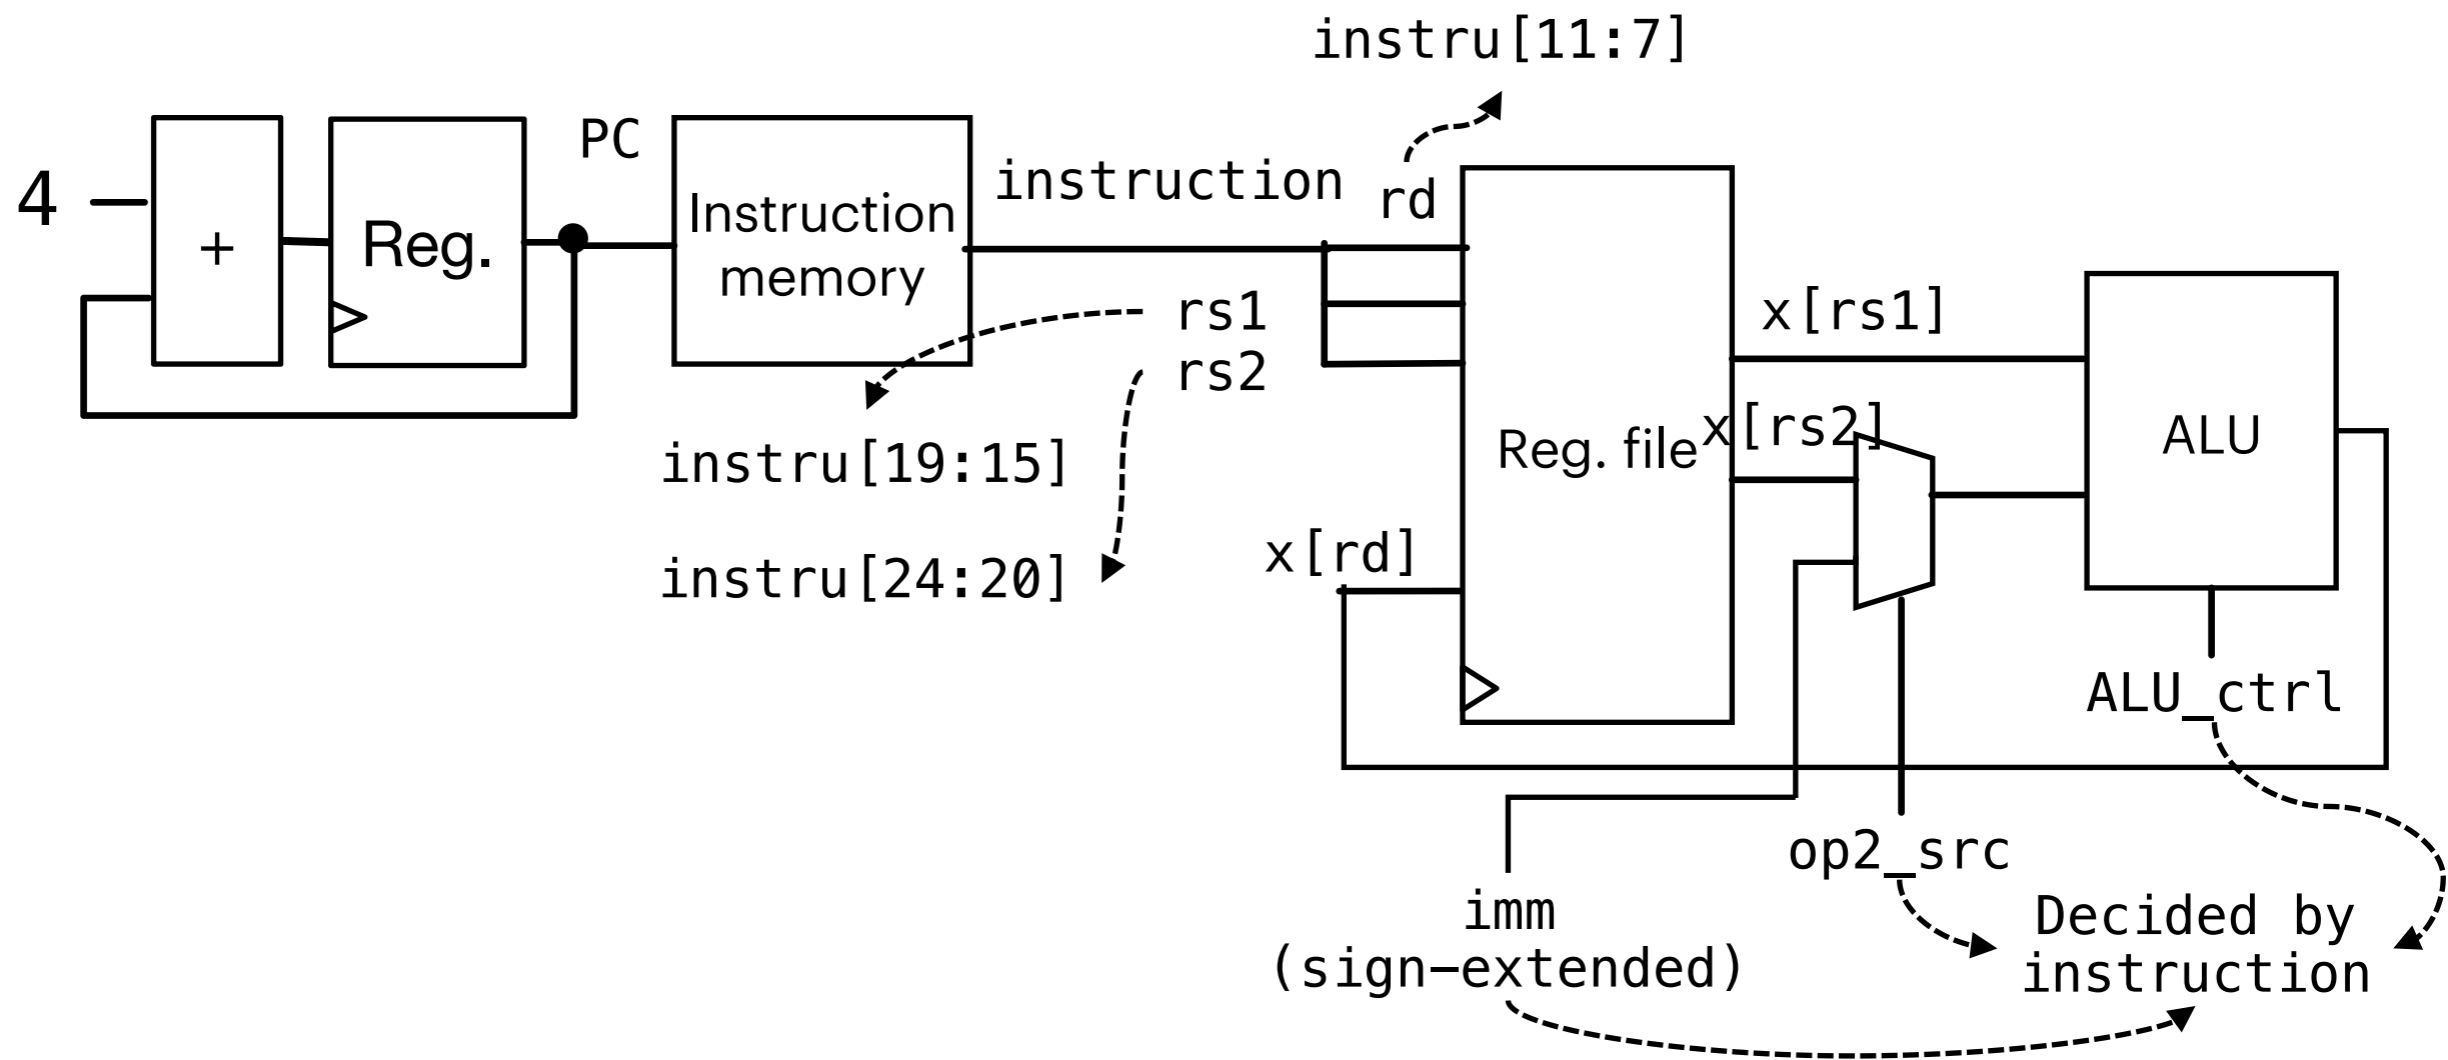 instru[11:7]
PC
4
+
Reg.
Instruction
memory
instruction
rd
rs1
rs2
x[rs1]
x[rs2]
Reg. file
ALU
instru[19:15]
instru[24:20]
x[rd]
ALU_ctrl
op2_src
imm
(sign-extended)
Decided by
instruction